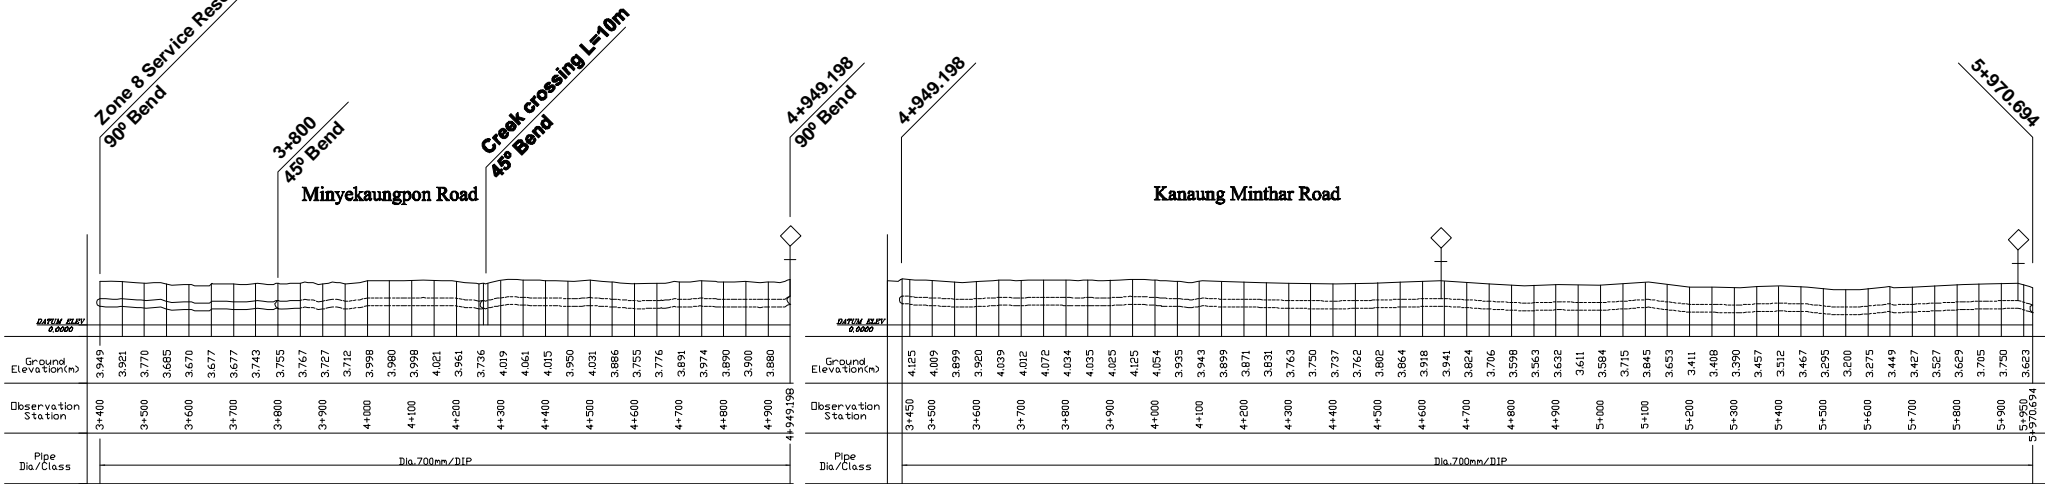 Zone 8 Service Res
90° Bend
3+800
45° Bend
Creek crossing L=10m
45° Bend
4+949.198
90° Bend
4+949.198
5+970.694
Minyekaungpon Road
Kanaung Minthar Road
DATUM ELEV
0.0000
Ground
Elevation(m)
3.949 3.921 3.770 3.685 3.670 3.677 3.677 3.743 3.755 3.767 3.727 3.712 3.998 3.980 3.998 4.021 3.961 3.736 4.019 4.061 4.015 3.950 4.031 3.886 3.755 3.776 3.891 3.974 3.890 3.900 3.880
Observation
Station
3+400 3+500 3+600 3+700 3+800 3+900 4+000 4+100 4+200 4+300 4+400 4+500 4+600 4+700 4+800 4+900 4+949.198
Pipe
Dia/Class
Dia.700mm/DIP
DATUM ELEV
0.0000
Ground
Elevation(m)
4.125 4.009 3.899 3.920 4.039 4.012 4.072 4.034 4.035 4.025 4.125 4.054 3.935 3.943 3.899 3.871 3.831 3.763 3.750 3.737 3.762 3.802 3.864 3.918 3.941 3.824 3.706 3.598 3.563 3.632 3.611 3.584 3.715 3.845 3.653 3.411 3.408 3.390 3.457 3.512 3.467 3.295 3.200 3.275 3.449 3.427 3.527 3.629 3.705 3.750 3.623
Observation
Station
3+450 3+500 3+600 3+700 3+800 3+900 4+000 4+100 4+200 4+300 4+400 4+500 4+600 4+700 4+800 4+900 5+000 5+100 5+200 5+300 5+400 5+500 5+600 5+700 5+800 5+900 5+950 5+970.694
Pipe
Dia/Class
Dia.700mm/DIP